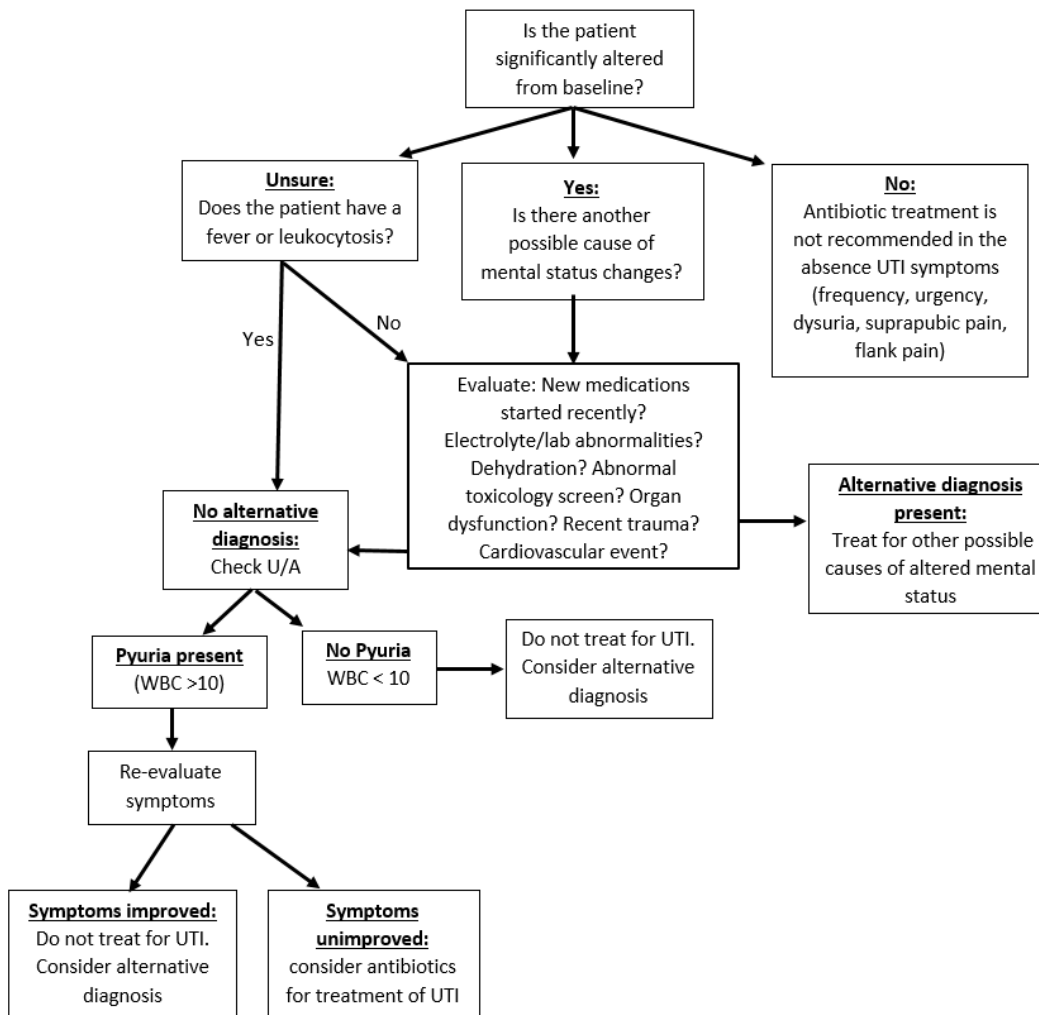 Is the patient
significantly altered
from baseline?
Unsure:
Does the patient have a
fever or leukocytosis?
Yes:
Is there another
possible cause of
mental status changes?
No:
Antibiotic treatment is
not recommended in the
absence UTI symptoms
(frequency, urgency,
dysuria, suprapubic pain,
flank pain)
Yes
No
Evaluate: New medications
started recently?
Electrolyte/lab abnormalities?
Dehydration? Abnormal
toxicology screen? Organ
dysfunction? Recent trauma?
Cardiovascular event?
Alternative diagnosis
present:
Treat for other possible
causes of altered mental
status
No alternative
diagnosis:
Check U/A
Pyuria present
(WBC >10)
No Pyuria
WBC < 10
Do not treat for UTI.
Consider alternative
diagnosis
Re-evaluate
symptoms
Symptoms improved:
Do not treat for UTI.
Consider alternative
diagnosis
Symptoms
unimproved:
consider antibiotics
for treatment of UTI